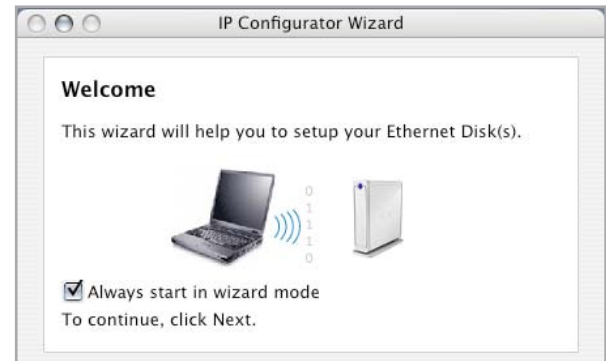 IP Configurator Wizard
Welcome
This wizard will help you to setup your Ethernet Disk(s).
0
1
1
1
0
Always start in wizard mode
To continue, click Next.